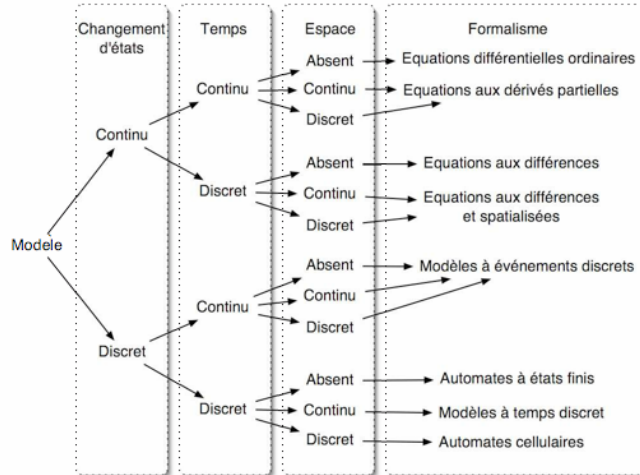 Changement
d'états
Temps
Espace
Formalisme
Modele
Continu
Continu
Absent
Equations différentielles ordinaires
Continu
Equations aux dérivés partielles
Discret
Discret
Absent
Equations aux différences
Continu
Equations aux différences
et spatialisées
Discret
Discret
Continu
Absent
Modèles à événements discrets
Continu
Discret
Discret
Absent
Automates à états finis
Continu
Modèles à temps discret
Discret
Automates cellulaires